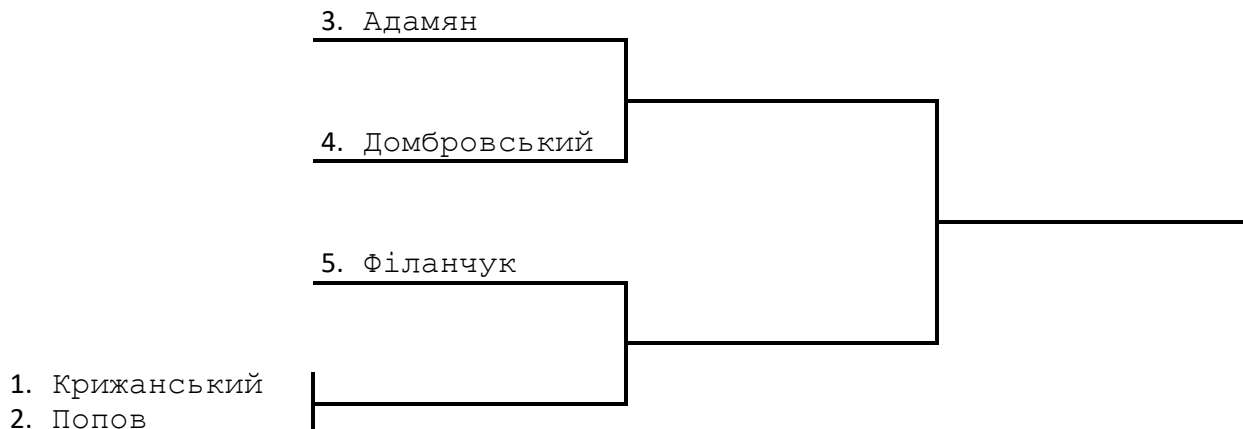 3. Адамян
4. Домбровський
5. Філанчук
1. Крижанський
2. Попов